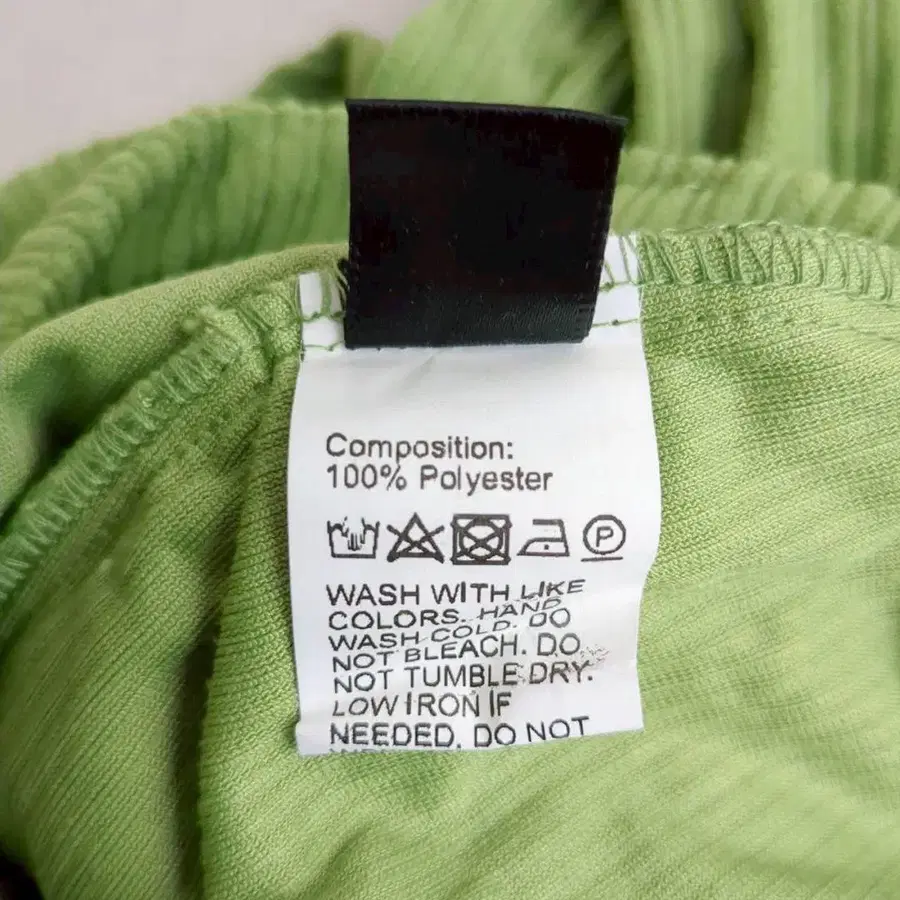 Composition:
100% Polyester
P
WASH WITH LIKE
COLORS. HAND
WASH COLD. DO
NOT BLEACH. DO
NOT TUMBLE DRY.
LOW IRON IF
NEEDED. DO NOT